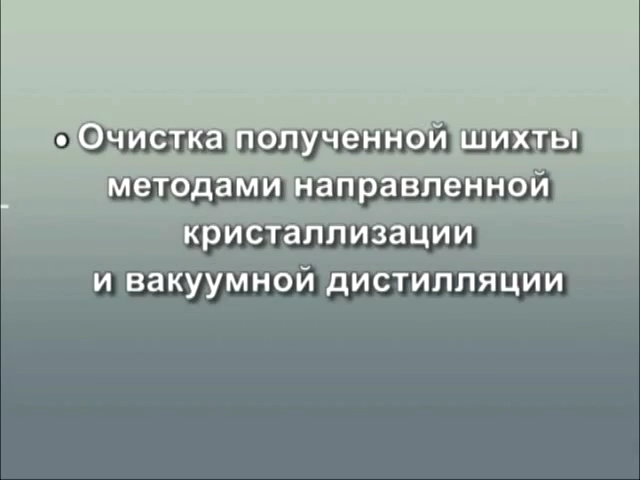 Очистка полученной шихты
методами направленной
кристаллизации
и вакуумной дистилляции